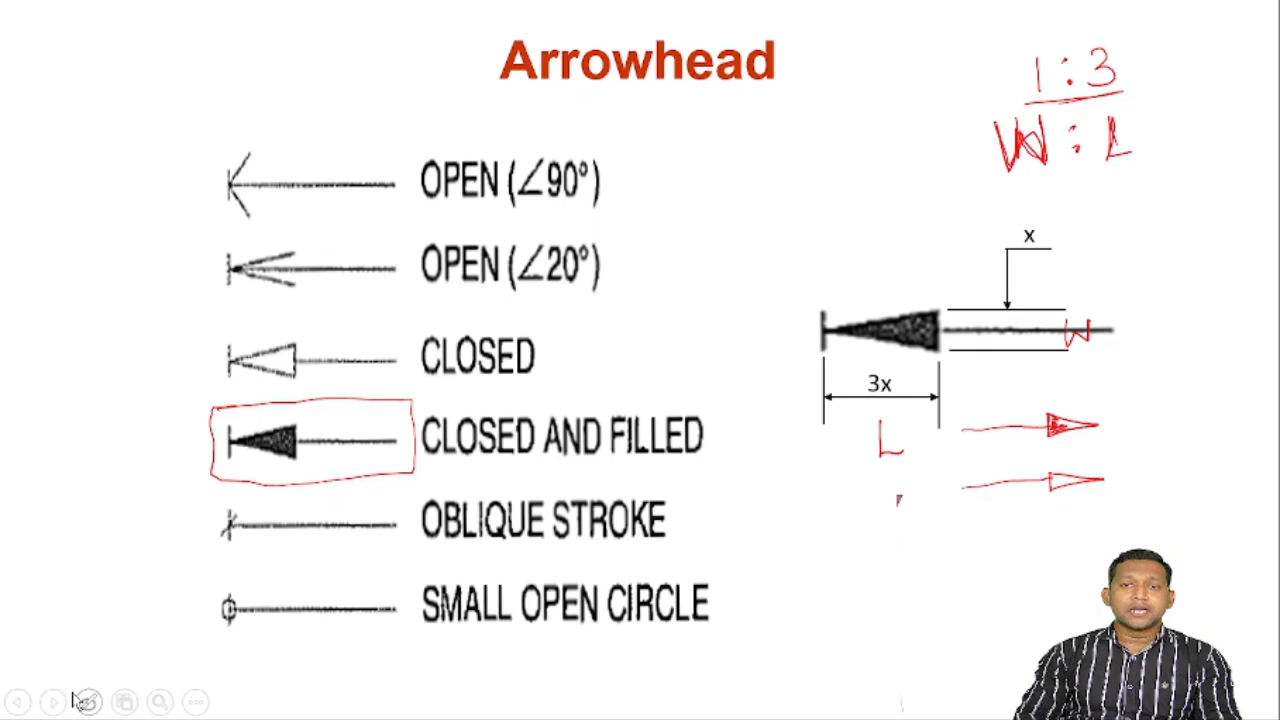 Arrowhead
1 : 3
W : L
OPEN (∠90°)
OPEN (∠20°)
CLOSED
CLOSED AND FILLED
OBLIQUE STROKE
SMALL OPEN CIRCLE
x
W
3x
L